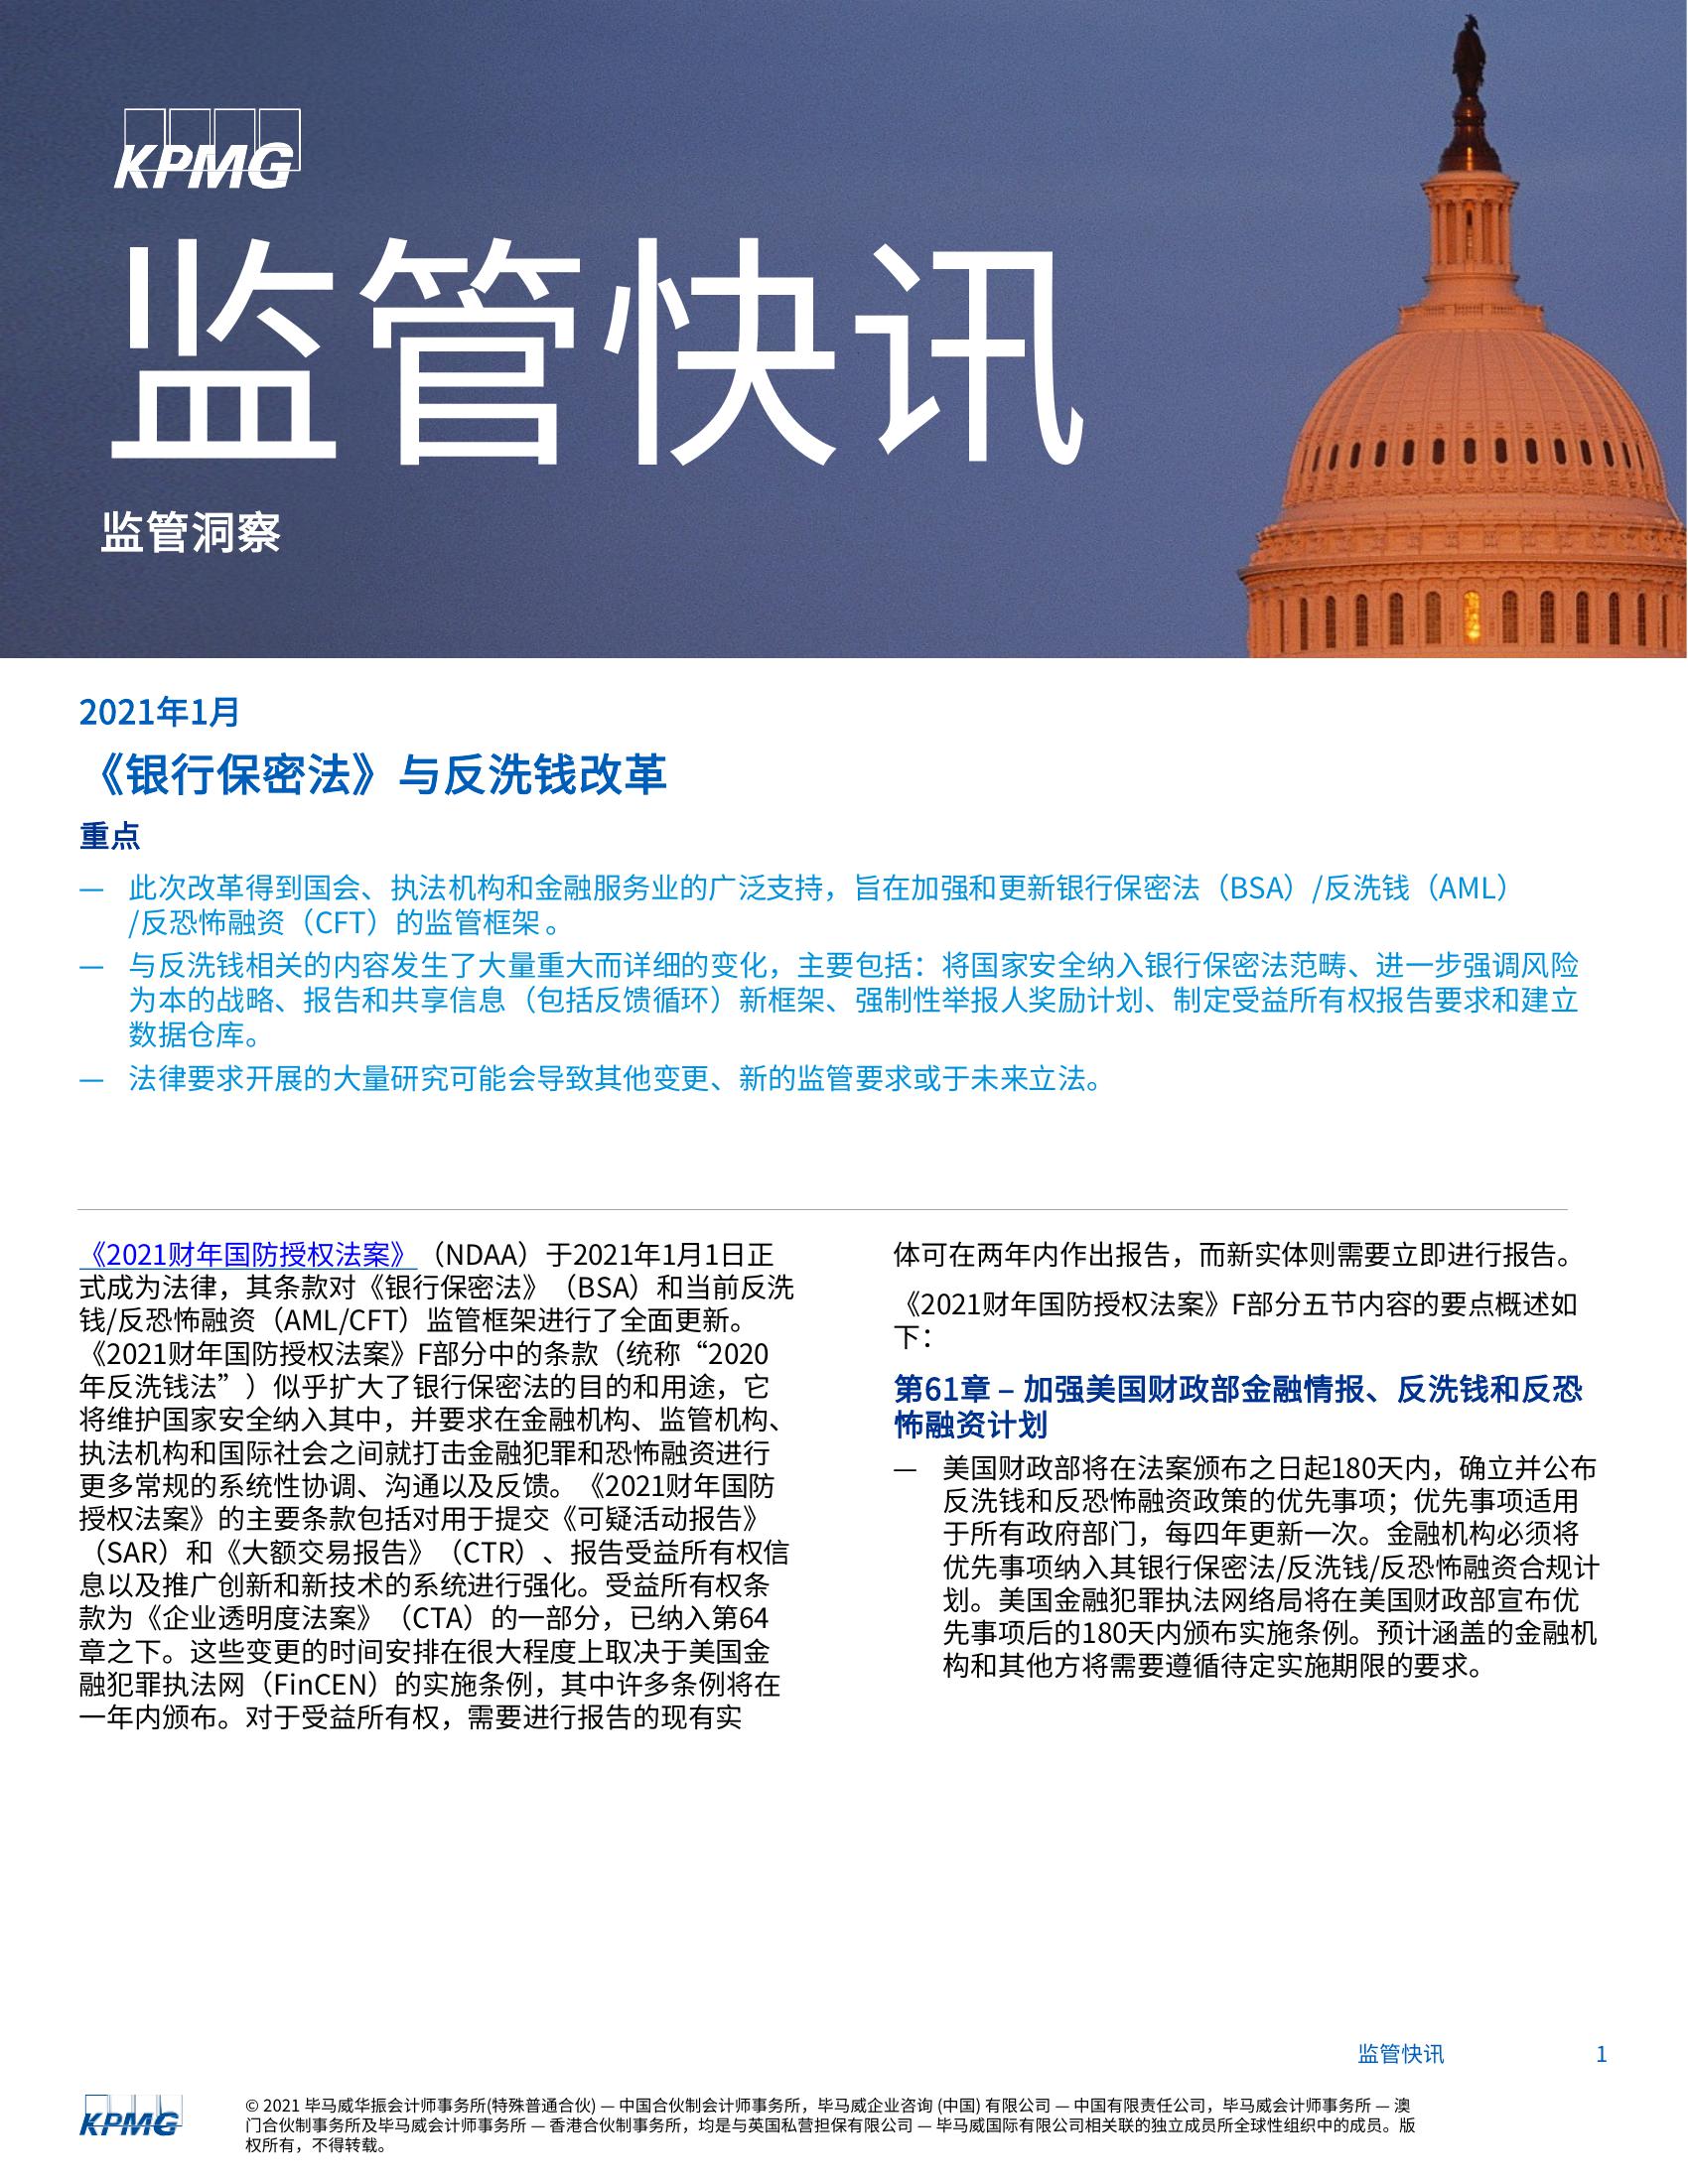 KPMG
监管快讯
监管洞察
2021年1月
《银行保密法》与反洗钱改革
重点
— 此次改革得到国会、执法机构和金融服务业的广泛支持，旨在加强和更新银行保密法（BSA）/反洗钱（AML）
/反恐怖融资（CFT）的监管框架。
— 与反洗钱相关的内容发生了大量重大而详细的变化，主要包括：将国家安全纳入银行保密法范畴、进一步强调风险
为本的战略、报告和共享信息（包括反馈循环）新框架、强制性举报人奖励计划、制定受益所有权报告要求和建立
数据仓库。
— 法律要求开展的大量研究可能会导致其他变更、新的监管要求或于未来立法。
《2021财年国防授权法案》（NDAA）于2021年1月1日正
式成为法律，其条款对《银行保密法》（BSA）和当前反洗
钱/反恐怖融资（AML/CFT）监管框架进行了全面更新。
《2021财年国防授权法案》F部分中的条款（统称“2020
年反洗钱法”）似乎扩大了银行保密法的目的和用途，它
将维护国家安全纳入其中，并要求在金融机构、监管机构、
执法机构和国际社会之间就打击金融犯罪和恐怖融资进行
更多常规的系统性协调、沟通以及反馈。《2021财年国防
授权法案》的主要条款包括对用于提交《可疑活动报告》
（SAR）和《大额交易报告》（CTR）、报告受益所有权信
息以及推广创新和新技术的系统进行强化。受益所有权条
款为《企业透明度法案》（CTA）的一部分，已纳入第64
章之下。这些变更的时间安排在很大程度上取决于美国金
融犯罪执法网（FinCEN）的实施条例，其中许多条例将在
一年内颁布。对于受益所有权，需要进行报告的现有实
体可在两年内作出报告，而新实体则需要立即进行报告。
《2021财年国防授权法案》F部分五节内容的要点概述如
下：
第61章 – 加强美国财政部金融情报、反洗钱和反恐
怖融资计划
— 美国财政部将在法案颁布之日起180天内，确立并公布
反洗钱和反恐怖融资政策的优先事项；优先事项适用
于所有政府部门，每四年更新一次。金融机构必须将
优先事项纳入其银行保密法/反洗钱/反恐怖融资合规计
划。美国金融犯罪执法网络局将在美国财政部宣布优
先事项后的180天内颁布实施条例。预计涵盖的金融机
构和其他方将需要遵循待定实施期限的要求。
监管快讯 1
KPMG
© 2021 毕马威华振会计师事务所(特殊普通合伙) — 中国合伙制会计师事务所，毕马威企业咨询 (中国) 有限公司 — 中国有限责任公司，毕马威会计师事务所 — 澳
门合伙制事务所及毕马威会计师事务所 — 香港合伙制事务所，均是与英国私营担保有限公司 — 毕马威国际有限公司相关联的独立成员所全球性组织中的成员。版
权所有，不得转载。